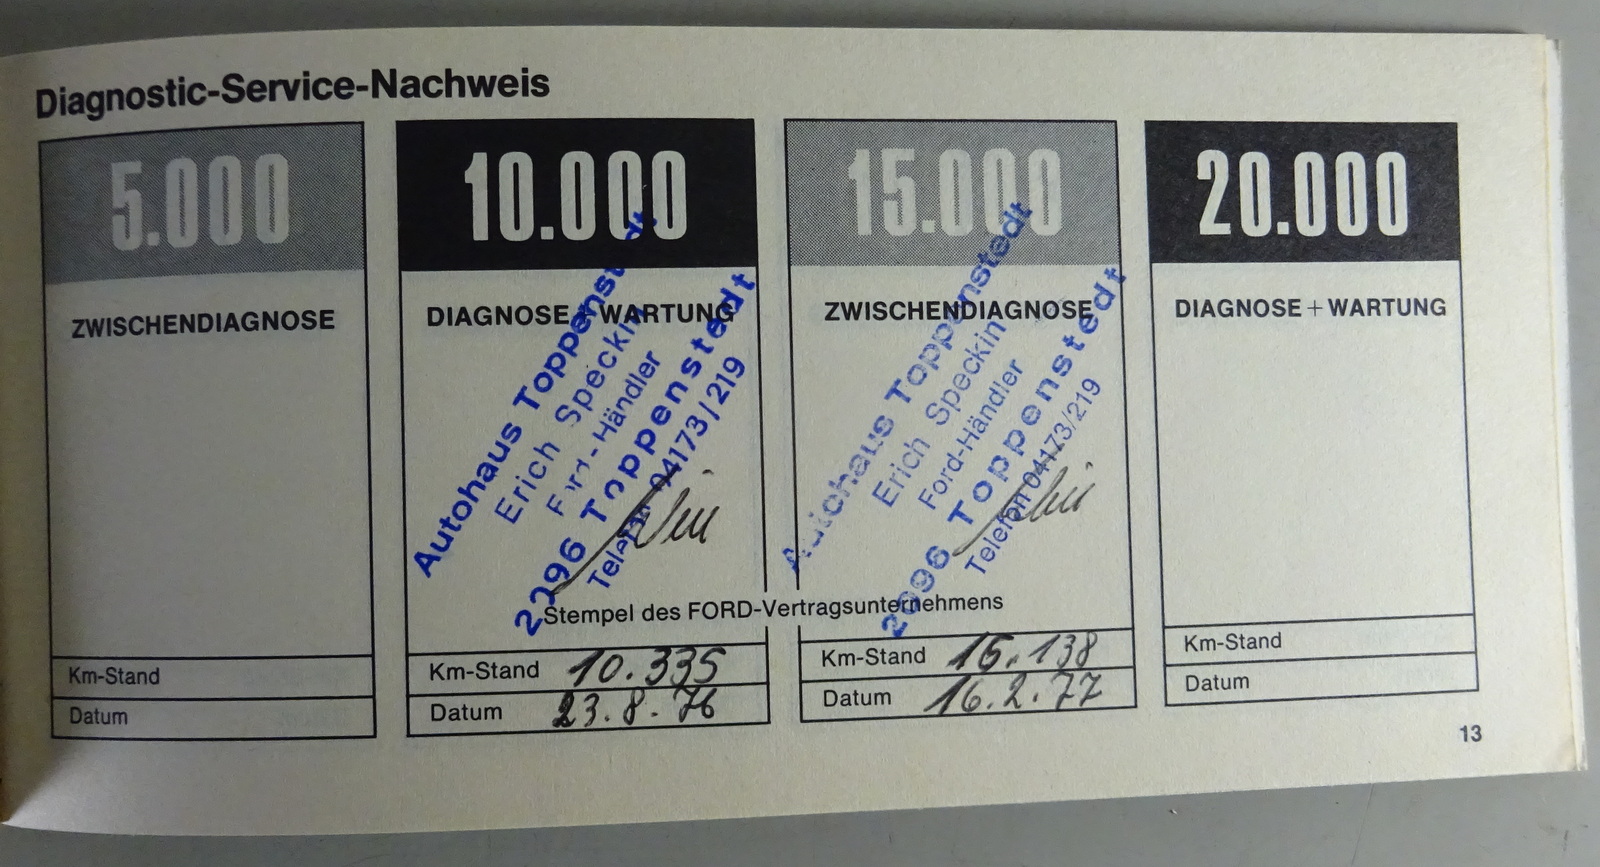 Diagnostic-Service-Nachweis
5.000
ZWISCHENDIAGNOSE
Km-Stand
Datum
10.000
DIAGNOSE + WARTUNG
Autohaus Toppenstedt
Erich Speckin
Ford-Händler
2096 Toppenstedt
Telefon 04173/219
Km-Stand 10.335
Datum 23.8.76
15.000
ZWISCHENDIAGNOSE
Autohaus Toppenstedt
Erich Speckin
Ford-Händler
2096 Toppenstedt
Telefon 04173/219
Stempel des FORD-Vertragsunternehmens
Km-Stand 15.138
Datum 16.2.77
20.000
DIAGNOSE + WARTUNG
Km-Stand
Datum
13